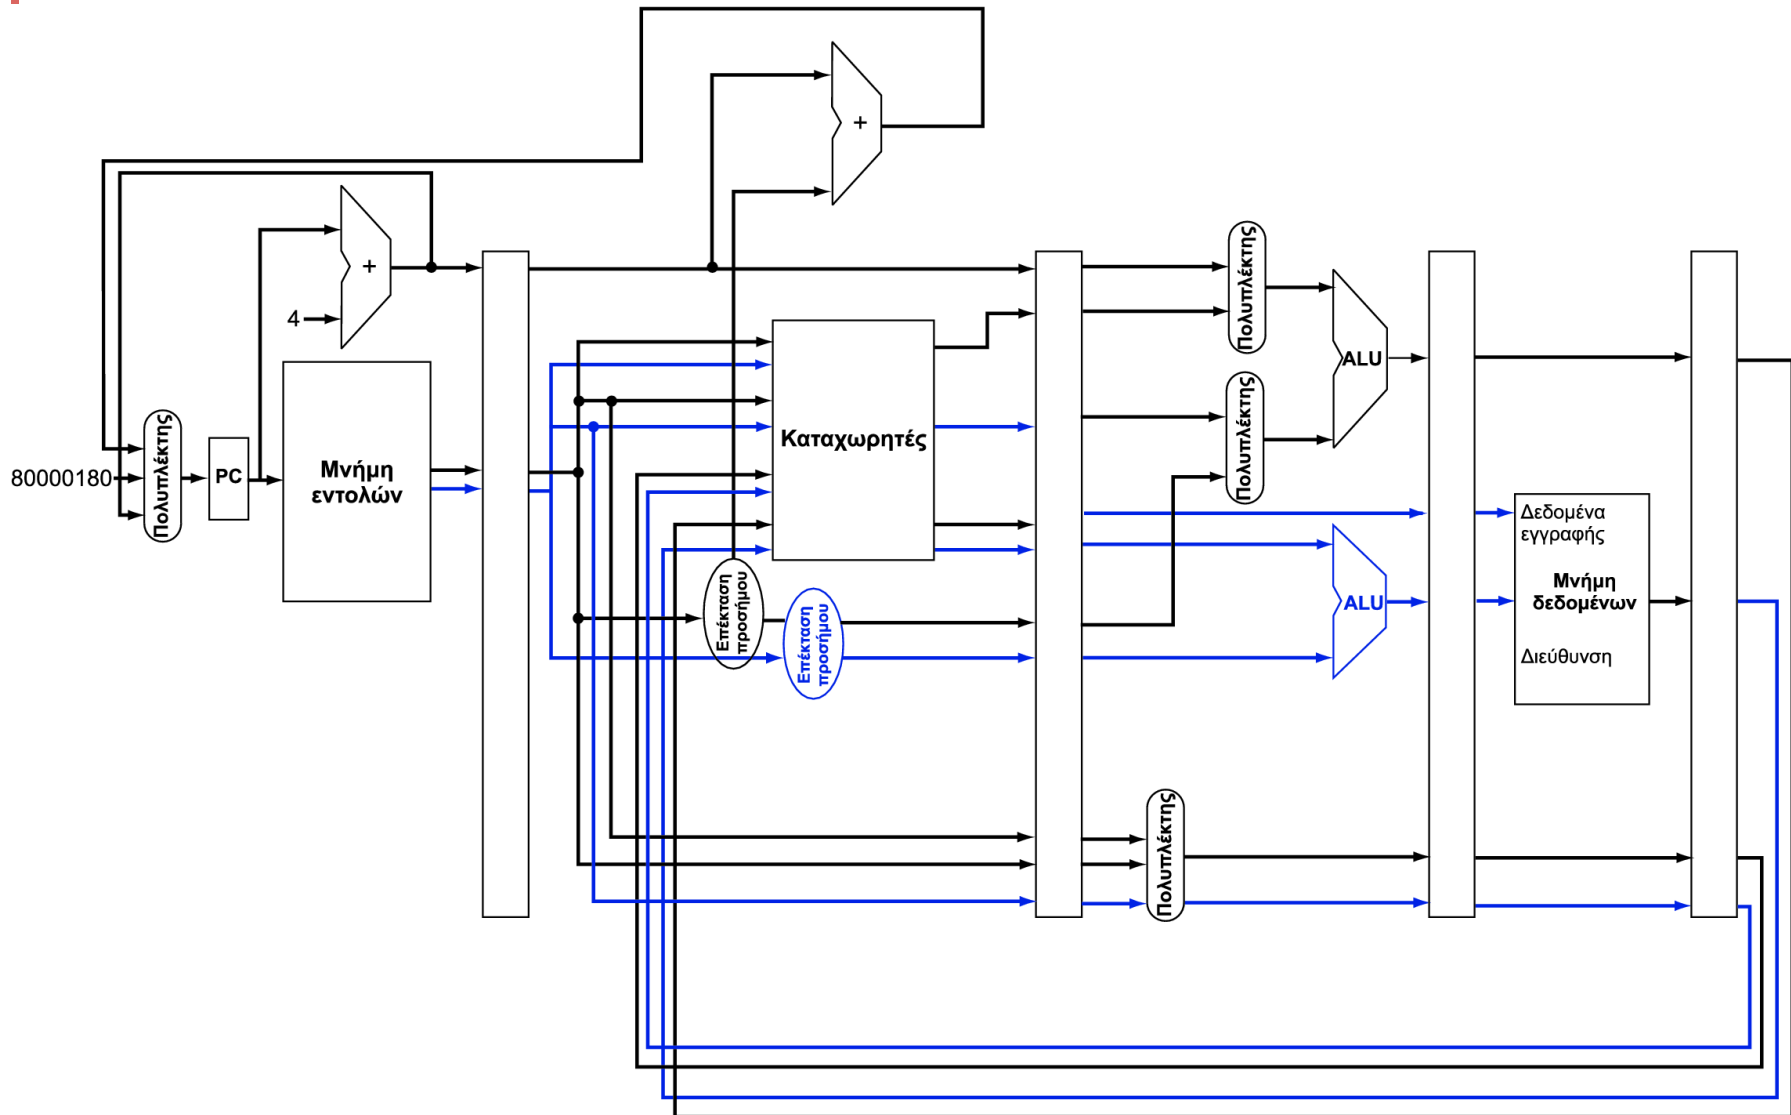 +
+
4
80000180
Πολυπλέκτης
PC
Μνήμη
εντολών
Καταχωρητές
Επέκταση
προσήμου
Επέκταση
προσήμου
Πολυπλέκτης
Πολυπλέκτης
ALU
ALU
Πολυπλέκτης
Δεδομένα
εγγραφής
Μνήμη
δεδομένων
Διεύθυνση